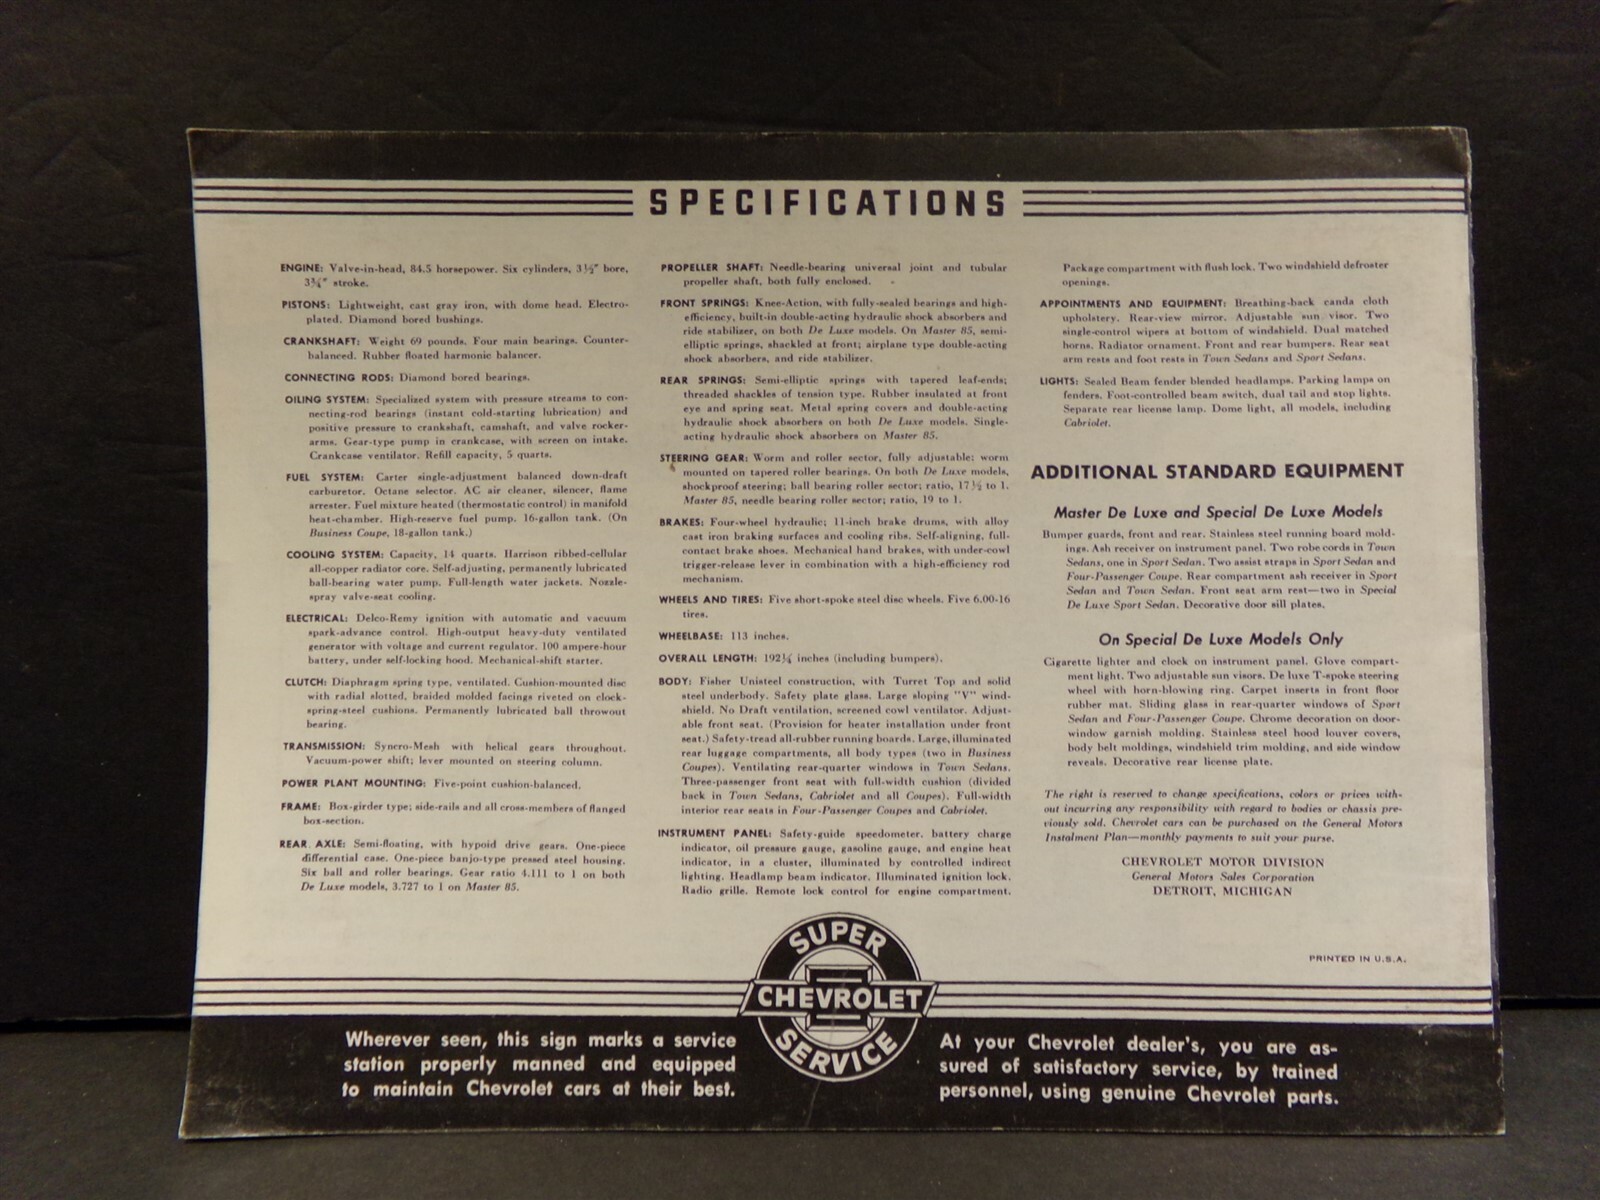 SPECIFICATIONS
ENGINE: Valve-in-head, 84.5 horsepower. Six cylinders, 3½" bore,
3¾" stroke.
PISTONS: Lightweight, cast gray iron, with dome head. Electro-
plated. Diamond bored bushings.
CRANKSHAFT: Weight 69 pounds. Four main bearings. Counter-
balanced. Rubber floated harmonic balancer.
CONNECTING RODS: Diamond bored bearings.
OILING SYSTEM: Specialized system with pressure streams to con-
necting-rod bearings (instant cold-starting lubrication) and
positive pressure to crankshaft, camshaft, and valve rocker-
arms. Gear-type pump in crankcase, with screen on intake.
Crankcase ventilator. Refill capacity, 5 quarts.
FUEL SYSTEM: Carter single-adjustment balanced down-draft
carburetor. Octane selector. AC air cleaner, silencer, flame
arrester. Fuel mixture heated (thermostatic control) in manifold
heat-chamber. High-reserve fuel pump. 16-gallon tank. (On
Business Coupe, 18-gallon tank.)
COOLING SYSTEM: Capacity, 14 quarts. Harrison ribbed-cellular
all-copper radiator core. Self-adjusting, permanently lubricated
ball-bearing water pump. Full-length water jackets. Nozzle-
spray valve-seat cooling.
ELECTRICAL: Delco-Remy ignition with automatic and vacuum
spark-advance control. High-output heavy-duty ventilated
generator with voltage and current regulator. 100 ampere-hour
battery, under self-locking hood. Mechanical-shift starter.
CLUTCH: Diaphragm spring type, ventilated. Cushion-mounted disc
with radial slotted, braided molded facings riveted on clock-
spring-steel cushions. Permanently lubricated ball throwout
bearing.
TRANSMISSION: Syncro-Mesh with helical gears throughout.
Vacuum-power shift; lever mounted on steering column.
POWER PLANT MOUNTING: Five-point cushion-balanced.
FRAME: Box-girder type; side-rails and all cross-members of flanged
box-section.
REAR AXLE: Semi-floating, with hypoid drive gears. One-piece
differential case. One-piece banjo-type pressed steel housing.
Six ball and roller bearings. Gear ratio 4.111 to 1 on both
De Luxe models, 3.727 to 1 on Master 85.
PROPELLER SHAFT: Needle-bearing universal joint and tubular
propeller shaft, both fully enclosed.
FRONT SPRINGS: Knee-Action, with fully-sealed bearings and high-
efficiency, built-in double-acting hydraulic shock absorbers and
ride stabilizer, on both De Luxe models. On Master 85, semi-
elliptic springs, shackled at front; airplane type double-acting
shock absorbers, and ride stabilizer.
REAR SPRINGS: Semi-elliptic springs with tapered leaf-ends;
threaded shackles of tension type. Rubber insulated at front
eye and spring seat. Metal spring covers and double-acting
hydraulic shock absorbers on both De Luxe models. Single-
acting hydraulic shock absorbers on Master 85.
STEERING GEAR: Worm and roller sector, fully adjustable; worm
mounted on tapered roller bearings. On both De Luxe models,
shockproof steering; ball bearing roller sector; ratio, 17½ to 1.
Master 85, needle bearing roller sector; ratio, 19 to 1.
BRAKES: Four-wheel hydraulic; 11-inch brake drums, with alloy
cast iron braking surfaces and cooling ribs. Self-aligning, full-
contact brake shoes. Mechanical hand brakes, with under-cowl
trigger-release lever in combination with a high-efficiency rod
mechanism.
WHEELS AND TIRES: Five short-spoke steel disc wheels. Five 6.00-16
tires.
WHEELBASE: 113 inches.
OVERALL LENGTH: 192¼ inches (including bumpers).
BODY: Fisher Unisteel construction, with Turret Top and solid
steel underbody. Safety plate glass. Large sloping "V" wind-
shield. No Draft ventilation, screened cowl ventilator. Adjust-
able front seat. (Provision for heater installation under front
seat.) Safety-tread all-rubber running boards. Large, illuminated
rear luggage compartments, all body types (two in Business
Coupes). Ventilating rear-quarter windows in Town Sedans.
Three-passenger front seat with full-width cushion (divided
back in Town Sedans, Cabriolet and all Coupes). Full-width
interior rear seats in Four-Passenger Coupes and Cabriolet.
INSTRUMENT PANEL: Safety-guide speedometer, battery charge
indicator, oil pressure gauge, gasoline gauge, and engine heat
indicator, in a cluster, illuminated by controlled indirect
lighting. Headlamp beam indicator. Illuminated ignition lock.
Radio grille. Remote lock control for engine compartment.
Package compartment with flush lock. Two windshield defroster
openings.
APPOINTMENTS AND EQUIPMENT: Breathing-back canda cloth
upholstery. Rear-view mirror. Adjustable sun visor. Two
single-control wipers at bottom of windshield. Dual matched
horns. Radiator ornament. Front and rear bumpers. Rear seat
arm rests and foot rests in Town Sedans and Sport Sedans.
LIGHTS: Sealed Beam fender blended headlamps. Parking lamps on
fenders. Foot-controlled beam switch, dual tail and stop lights.
Separate rear license lamp. Dome light, all models, including
Cabriolet.
ADDITIONAL STANDARD EQUIPMENT
Master De Luxe and Special De Luxe Models
Bumper guards, front and rear. Stainless steel running board mold-
ings. Ash receiver on instrument panel. Two robe cords in Town
Sedans, one in Sport Sedan. Two assist straps in Sport Sedan and
Four-Passenger Coupe. Rear compartment ash receiver in Sport
Sedan and Town Sedan. Front seat arm rest—two in Special
De Luxe Sport Sedan. Decorative door sill plates.
On Special De Luxe Models Only
Cigarette lighter and clock on instrument panel. Glove compart-
ment light. Two adjustable sun visors. De luxe T-spoke steering
wheel with horn-blowing ring. Carpet inserts in front floor
rubber mat. Sliding glass in rear-quarter windows of Sport
Sedan and Four-Passenger Coupe. Chrome decoration on door-
window garnish molding. Stainless steel hood louver covers,
body belt moldings, windshield trim molding, and side window
reveals. Decorative rear license plate.
The right is reserved to change specifications, colors or prices with-
out incurring any responsibility with regard to bodies or chassis pre-
viously sold. Chevrolet cars can be purchased on the General Motors
Instalment Plan—monthly payments to suit your purse.
CHEVROLET MOTOR DIVISION
General Motors Sales Corporation
DETROIT, MICHIGAN
PRINTED IN U.S.A.
SUPER
CHEVROLET
SERVICE
Wherever seen, this sign marks a service
station properly manned and equipped
to maintain Chevrolet cars at their best.
At your Chevrolet dealer's, you are as-
sured of satisfactory service, by trained
personnel, using genuine Chevrolet parts.